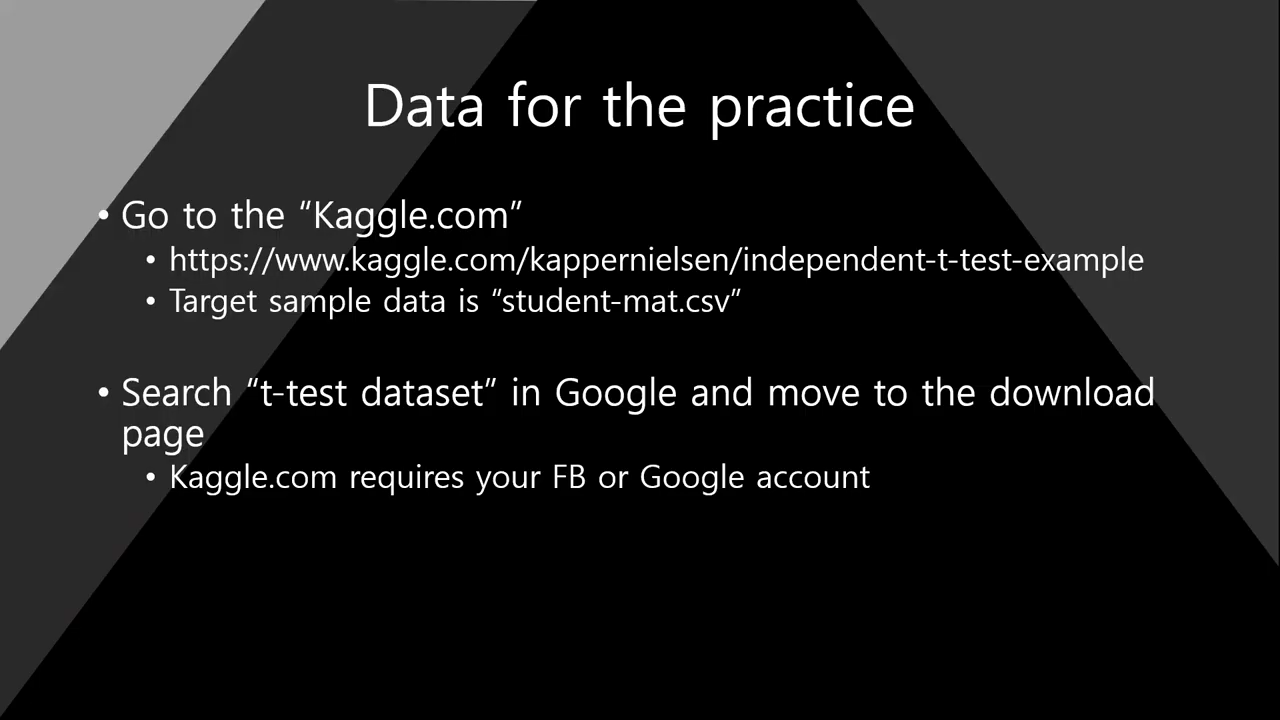 Data for the practice
• Go to the “Kaggle.com”
• https://www.kaggle.com/kappernielsen/independent-t-test-example
• Target sample data is “student-mat.csv”
• Search “t-test dataset” in Google and move to the download
page
• Kaggle.com requires your FB or Google account